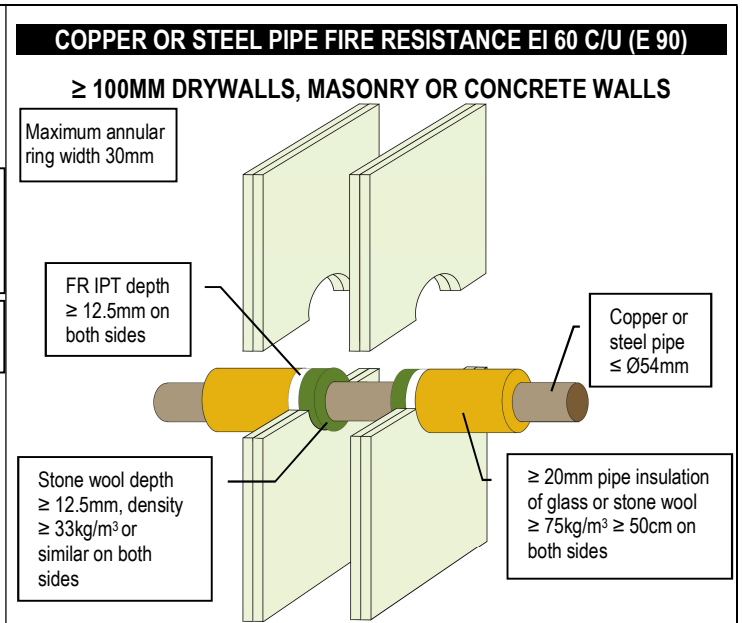 COPPER OR STEEL PIPE FIRE RESISTANCE EI 60 C/U (E 90)
≥ 100MM DRYWALLS, MASONRY OR CONCRETE WALLS
Maximum annular
ring width 30mm
FR IPT depth
≥ 12.5mm on
both sides
Copper or
steel pipe
≤ Ø54mm
Stone wool depth
≥ 12.5mm, density
≥ 33kg/m³ or
similar on both
sides
≥ 20mm pipe insulation
of glass or stone wool
≥ 75kg/m³ ≥ 50cm on
both sides